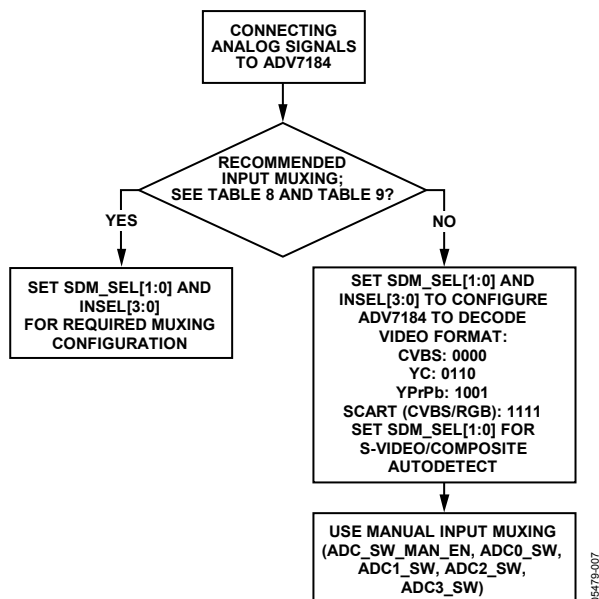 CONNECTING
ANALOG SIGNALS
TO ADV7184
RECOMMENDED
INPUT MUXING;
SEE TABLE 8 AND TABLE 9?
YES
NO
SET SDM_SEL[1:0] AND
INSEL[3:0]
FOR REQUIRED MUXING
CONFIGURATION
SET SDM_SEL[1:0] AND
INSEL[3:0] TO CONFIGURE
ADV7184 TO DECODE
VIDEO FORMAT:
CVBS: 0000
YC: 0110
YPrPb: 1001
SCART (CVBS/RGB): 1111
SET SDM_SEL[1:0] FOR
S-VIDEO/COMPOSITE
AUTODETECT
USE MANUAL INPUT MUXING
(ADC_SW_MAN_EN, ADC0_SW,
ADC1_SW, ADC2_SW,
ADC3_SW)
05479-007